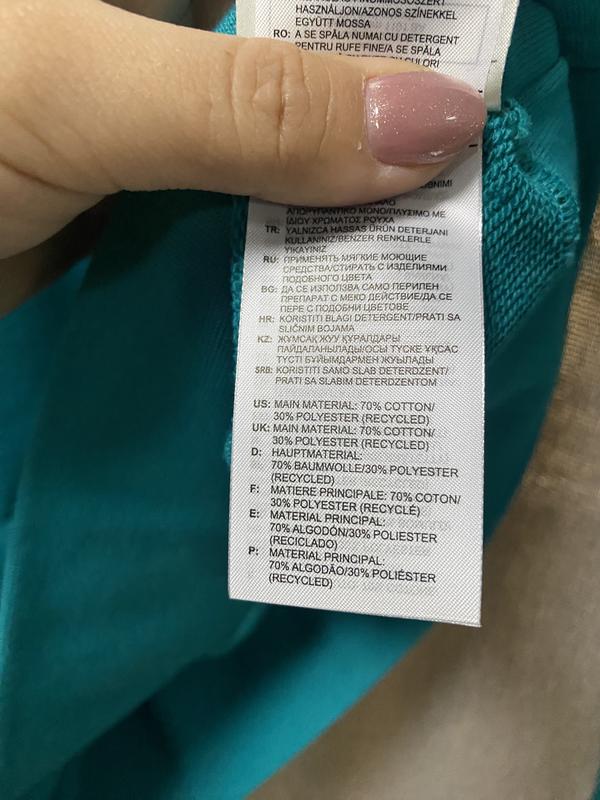 HASZNÁLJON/AZONOS SZÍNEKKEL
EGYÜTT MOSSA
RO: A SE SPĂLA NUMAI CU DETERGENT
PENTRU RUFE FINE/A SE SPĂLA
CULORI
ΑΠΟΡΡΥΠΑΝΤΙΚΟ ΜΟΝΟ/ΠΛΥΣΙΜΟ ΜΕ
ΙΔΙΟΥ ΧΡΩΜΑΤΟΣ ΡΟΥΧΑ
TR: YALNIZCA HASSAS ÜRÜN DETERJANI
KULLANINIZ/BENZER RENKLERLE
YIKAYINIZ
RU: ПРИМЕНЯТЬ МЯГКИЕ МОЮЩИЕ
СРЕДСТВА/СТИРАТЬ С ИЗДЕЛИЯМИ
ПОДОБНОГО ЦВЕТА
BG: ДА СЕ ИЗПОЛЗВА САМО ПЕРИЛЕН
ПРЕПАРАТ С МЕКО ДЕЙСТВИЕ/ДА СЕ
ПЕРЕ С ПОДОБНИ ЦВЕТОВЕ
HR: KORISTITI BLAGI DETERGENT/PRATI SA
SLIČNIM BOJAMA
KZ: ЖҰМСАҚ ЖУУ ҚҰРАЛДАРЫ
ПАЙДАЛАНЫЛАДЫ/ОСЫ ТҮСКЕ ҰҚСАС
ТҮСТІ БҰЙЫМДАРМЕН ЖУЫЛАДЫ
SRB: KORISTITI SAMO SLAB DETERDZENT/
PRATI SA SLABIM DETERDZENTOM
US: MAIN MATERIAL: 70% COTTON/
30% POLYESTER (RECYCLED)
UK: MAIN MATERIAL: 70% COTTON/
30% POLYESTER (RECYCLED)
D: HAUPTMATERIAL:
70% BAUMWOLLE/30% POLYESTER
(RECYCLED)
F: MATIERE PRINCIPALE: 70% COTON/
30% POLYESTER (RECYCLÉ)
E: MATERIAL PRINCIPAL:
70% ALGODÓN/30% POLIESTER
(RECICLADO)
P: MATERIAL PRINCIPAL:
70% ALGODÃO/30% POLIÉSTER
(RECYCLED)